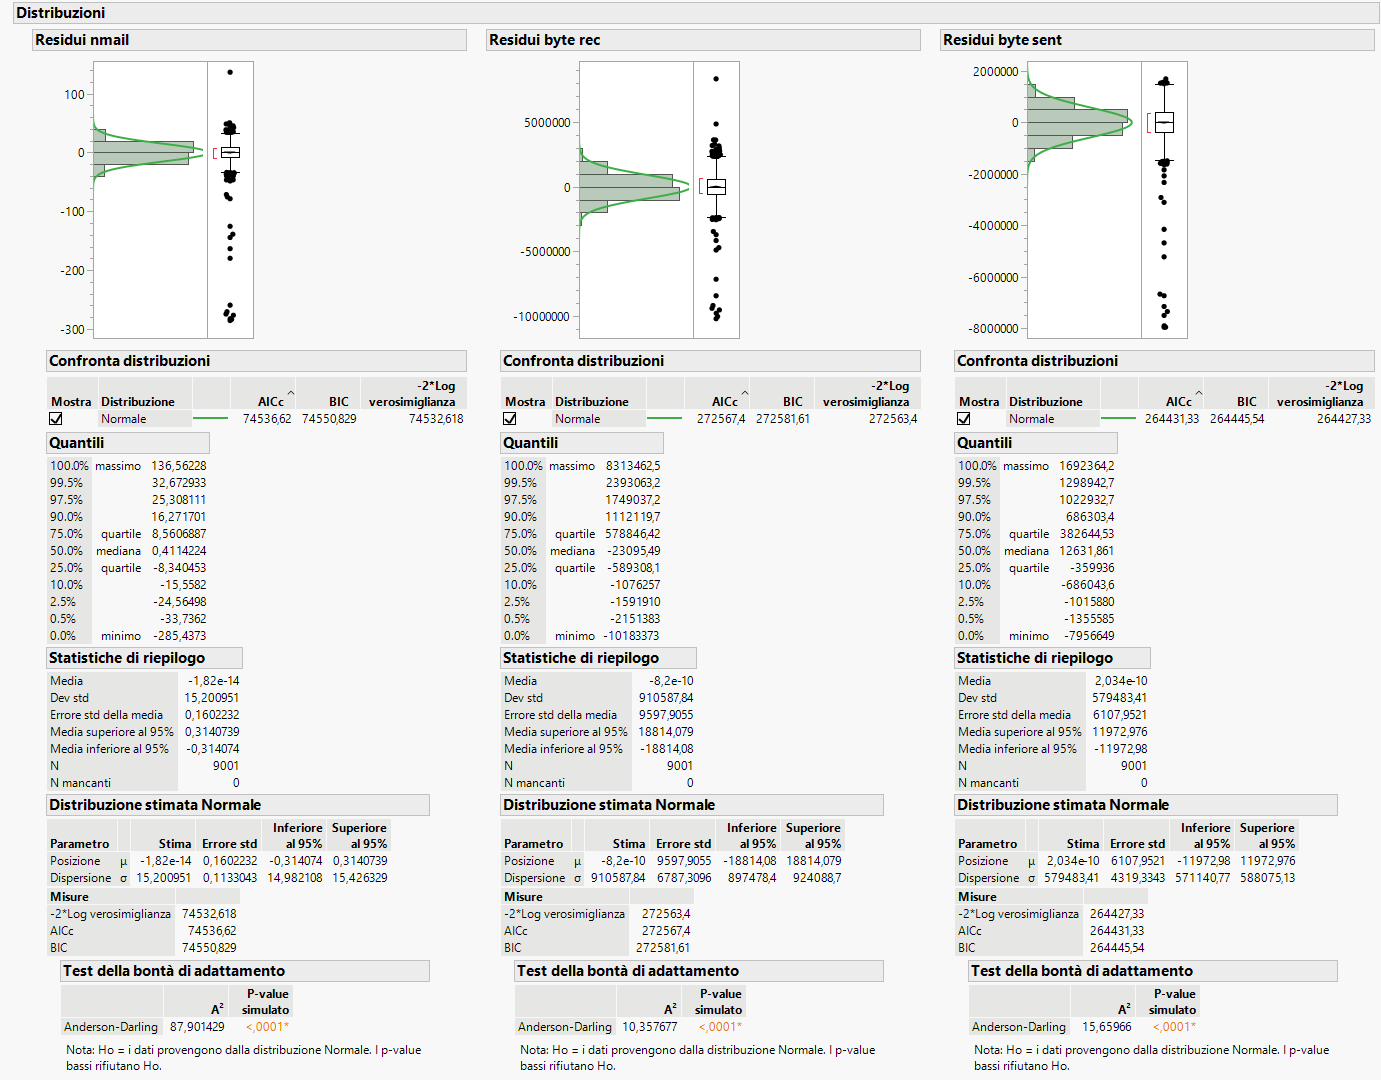 Distribuzioni
Residui nmail
100
0
-100
-200
-300
Confronta distribuzioni
-2*Log
Mostra Distribuzione AICc BIC verosimiglianza
Normale 74536,62 74550,829 74532,618
Quantili
100.0% massimo 136,56228
99.5% 32,672933
97.5% 25,308111
90.0% 16,271701
75.0% quartile 8,5606887
50.0% mediana 0,4114224
25.0% quartile -8,340453
10.0% -15,5582
2.5% -24,56498
0.5% -33,7362
0.0% minimo -285,4373
Statistiche di riepilogo
Media -1,82e-14
Dev std 15,200951
Errore std della media 0,1602232
Media superiore al 95% 0,3140739
Media inferiore al 95% -0,314074
N 9001
N mancanti 0
Distribuzione stimata Normale
Inferiore Superiore
Parametro Stima Errore std al 95% al 95%
Posizione μ -1,82e-14 0,1602232 -0,314074 0,3140739
Dispersione σ 15,200951 0,1133043 14,982108 15,426329
Misure
-2*Log verosimiglianza 74532,618
AICc 74536,62
BIC 74550,829
Test della bontà di adattamento
P-value
A² simulato
Anderson-Darling 87,901429 <,0001*
Nota: Ho = i dati provengono dalla distribuzione Normale. I p-value
bassi rifiutano Ho.
Residui byte rec
5000000
0
-5000000
-10000000
Confronta distribuzioni
-2*Log
Mostra Distribuzione AICc BIC verosimiglianza
Normale 272567,4 272581,61 272563,4
Quantili
100.0% massimo 8313462,5
99.5% 2393063,2
97.5% 1749037,2
90.0% 1112119,7
75.0% quartile 578846,42
50.0% mediana -23095,49
25.0% quartile -589308,1
10.0% -1076257
2.5% -1591910
0.5% -2151383
0.0% minimo -10183373
Statistiche di riepilogo
Media -8,2e-10
Dev std 910587,84
Errore std della media 9597,9055
Media superiore al 95% 18814,079
Media inferiore al 95% -18814,08
N 9001
N mancanti 0
Distribuzione stimata Normale
Inferiore Superiore
Parametro Stima Errore std al 95% al 95%
Posizione μ -8,2e-10 9597,9055 -18814,08 18814,079
Dispersione σ 910587,84 6787,3096 897478,4 924088,7
Misure
-2*Log verosimiglianza 272563,4
AICc 272567,4
BIC 272581,61
Test della bontà di adattamento
P-value
A² simulato
Anderson-Darling 10,357677 <,0001*
Nota: Ho = i dati provengono dalla distribuzione Normale. I p-value
bassi rifiutano Ho.
Residui byte sent
2000000
0
-2000000
-4000000
-6000000
-8000000
Confronta distribuzioni
-2*Log
Mostra Distribuzione AICc BIC verosimiglianza
Normale 264431,33 264445,54 264427,33
Quantili
100.0% massimo 1692364,2
99.5% 1298942,7
97.5% 1022932,7
90.0% 686303,4
75.0% quartile 382644,53
50.0% mediana 12631,861
25.0% quartile -359936
10.0% -686043,6
2.5% -1015880
0.5% -1355585
0.0% minimo -7956649
Statistiche di riepilogo
Media 2,034e-10
Dev std 579483,41
Errore std della media 6107,9521
Media superiore al 95% 11972,976
Media inferiore al 95% -11972,98
N 9001
N mancanti 0
Distribuzione stimata Normale
Inferiore Superiore
Parametro Stima Errore std al 95% al 95%
Posizione μ 2,034e-10 6107,9521 -11972,98 11972,976
Dispersione σ 579483,41 4319,3343 571140,77 588075,13
Misure
-2*Log verosimiglianza 264427,33
AICc 264431,33
BIC 264445,54
Test della bontà di adattamento
P-value
A² simulato
Anderson-Darling 15,65966 <,0001*
Nota: Ho = i dati provengono dalla distribuzione Normale. I p-value
bassi rifiutano Ho.